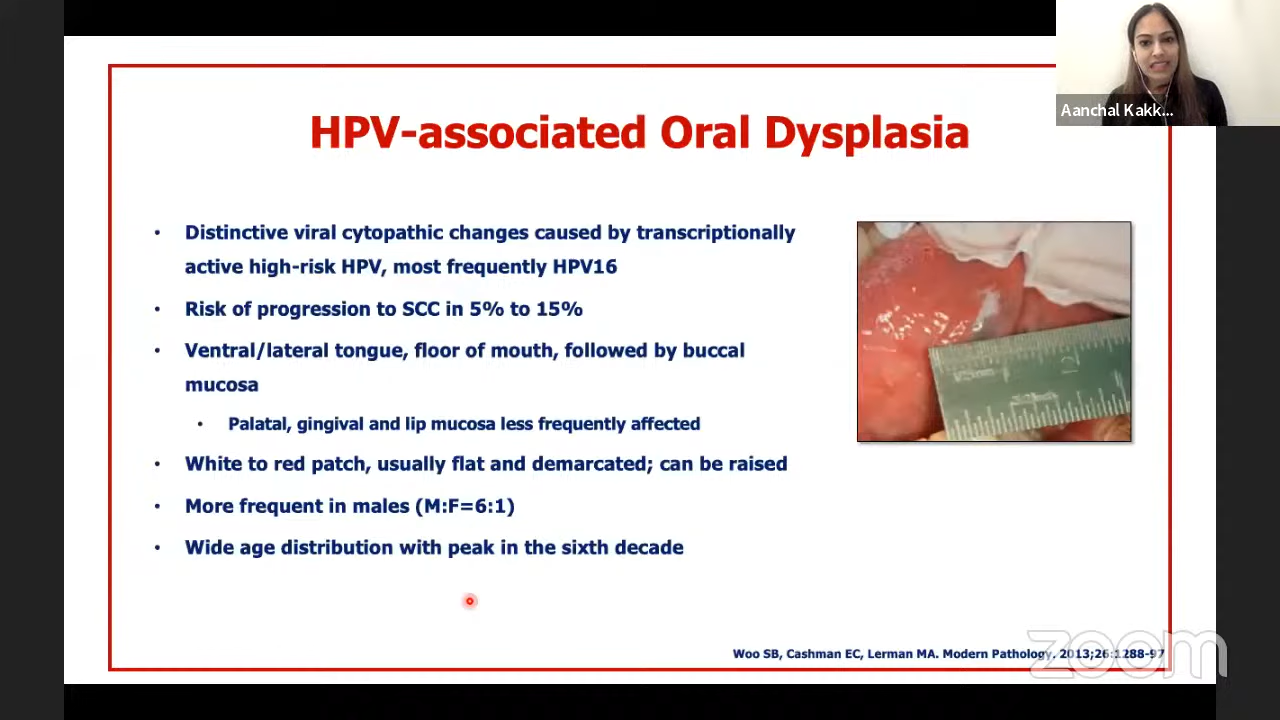 Aanchal Kakk...
HPV-associated Oral Dysplasia
• Distinctive viral cytopathic changes caused by transcriptionally
active high-risk HPV, most frequently HPV16
• Risk of progression to SCC in 5% to 15%
• Ventral/lateral tongue, floor of mouth, followed by buccal
mucosa
• Palatal, gingival and lip mucosa less frequently affected
• White to red patch, usually flat and demarcated; can be raised
• More frequent in males (M:F=6:1)
• Wide age distribution with peak in the sixth decade
Woo SB, Cashman EC, Lerman MA. Modern Pathology. 2013;26:1288-97
zoom